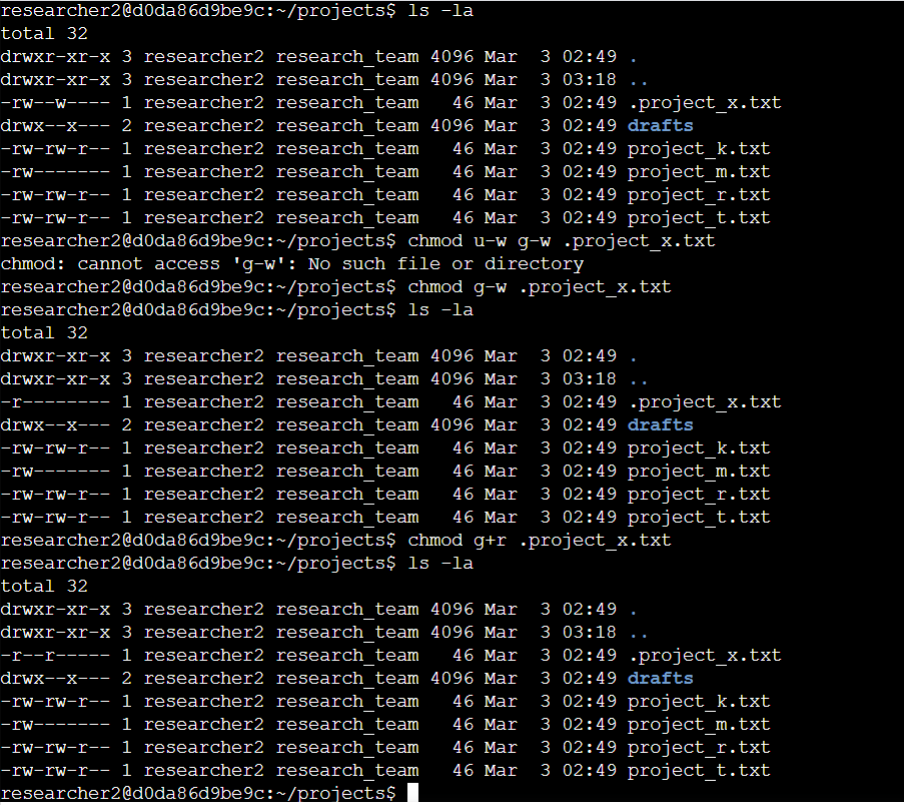 researcher2@d0da86d9be9c:~/projects$ ls -la
total 32
drwxr-xr-x 3 researcher2 research_team 4096 Mar  3 02:49 .
drwxr-xr-x 3 researcher2 research_team 4096 Mar  3 03:18 ..
-rw--w---- 1 researcher2 research_team   46 Mar  3 02:49 .project_x.txt
drwx--x--- 2 researcher2 research_team 4096 Mar  3 02:49 drafts
-rw-rw-r-- 1 researcher2 research_team   46 Mar  3 02:49 project_k.txt
-rw------- 1 researcher2 research_team   46 Mar  3 02:49 project_m.txt
-rw-rw-r-- 1 researcher2 research_team   46 Mar  3 02:49 project_r.txt
-rw-rw-r-- 1 researcher2 research_team   46 Mar  3 02:49 project_t.txt
researcher2@d0da86d9be9c:~/projects$ chmod u-w g-w .project_x.txt
chmod: cannot access 'g-w': No such file or directory
researcher2@d0da86d9be9c:~/projects$ chmod g-w .project_x.txt
researcher2@d0da86d9be9c:~/projects$ ls -la
total 32
drwxr-xr-x 3 researcher2 research_team 4096 Mar  3 02:49 .
drwxr-xr-x 3 researcher2 research_team 4096 Mar  3 03:18 ..
-r-------- 1 researcher2 research_team   46 Mar  3 02:49 .project_x.txt
drwx--x--- 2 researcher2 research_team 4096 Mar  3 02:49 drafts
-rw-rw-r-- 1 researcher2 research_team   46 Mar  3 02:49 project_k.txt
-rw------- 1 researcher2 research_team   46 Mar  3 02:49 project_m.txt
-rw-rw-r-- 1 researcher2 research_team   46 Mar  3 02:49 project_r.txt
-rw-rw-r-- 1 researcher2 research_team   46 Mar  3 02:49 project_t.txt
researcher2@d0da86d9be9c:~/projects$ chmod g+r .project_x.txt
researcher2@d0da86d9be9c:~/projects$ ls -la
total 32
drwxr-xr-x 3 researcher2 research_team 4096 Mar  3 02:49 .
drwxr-xr-x 3 researcher2 research_team 4096 Mar  3 03:18 ..
-r--r----- 1 researcher2 research_team   46 Mar  3 02:49 .project_x.txt
drwx--x--- 2 researcher2 research_team 4096 Mar  3 02:49 drafts
-rw-rw-r-- 1 researcher2 research_team   46 Mar  3 02:49 project_k.txt
-rw------- 1 researcher2 research_team   46 Mar  3 02:49 project_m.txt
-rw-rw-r-- 1 researcher2 research_team   46 Mar  3 02:49 project_r.txt
-rw-rw-r-- 1 researcher2 research_team   46 Mar  3 02:49 project_t.txt
researcher2@d0da86d9be9c:~/projects$